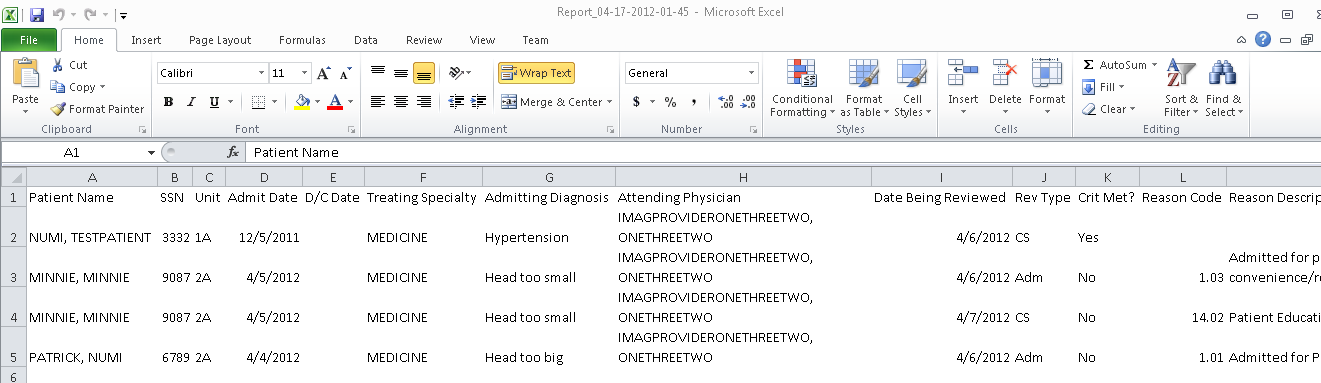 Report_04-17-2012-01-45 - Microsoft Excel
File Home Insert Page Layout Formulas Data Review View Team
Paste Cut Copy Format Painter Clipboard
Calibri 11 A A B I U A Font
Wrap Text Merge & Center Alignment
General $ % , .00 .0 Number
Conditional Formatting Format as Table Cell Styles Styles
Insert Delete Format Cells
AutoSum Fill Clear Sort & Filter Find & Select Editing
A1 fx Patient Name
A B C D E F G H I J K L
1 Patient Name SSN Unit Admit Date D/C Date Treating Specialty Admitting Diagnosis Attending Physician Date Being Reviewed Rev Type Crit Met? Reason Code Reason Descrip
IMAGPROVIDERONETHREETWO,
2 NUMI, TESTPATIENT 3332 1A 12/5/2011 MEDICINE Hypertension ONETHREETWO 4/6/2012 CS Yes
IMAGPROVIDERONETHREETWO, Admitted for p
3 MINNIE, MINNIE 9087 2A 4/5/2012 MEDICINE Head too small ONETHREETWO 4/6/2012 Adm No 1.03 convenience/r
IMAGPROVIDERONETHREETWO,
4 MINNIE, MINNIE 9087 2A 4/5/2012 MEDICINE Head too small ONETHREETWO 4/7/2012 CS No 14.02 Patient Educati
IMAGPROVIDERONETHREETWO,
5 PATRICK, NUMI 6789 2A 4/4/2012 MEDICINE Head too big ONETHREETWO 4/6/2012 Adm No 1.01 Admitted for P
6